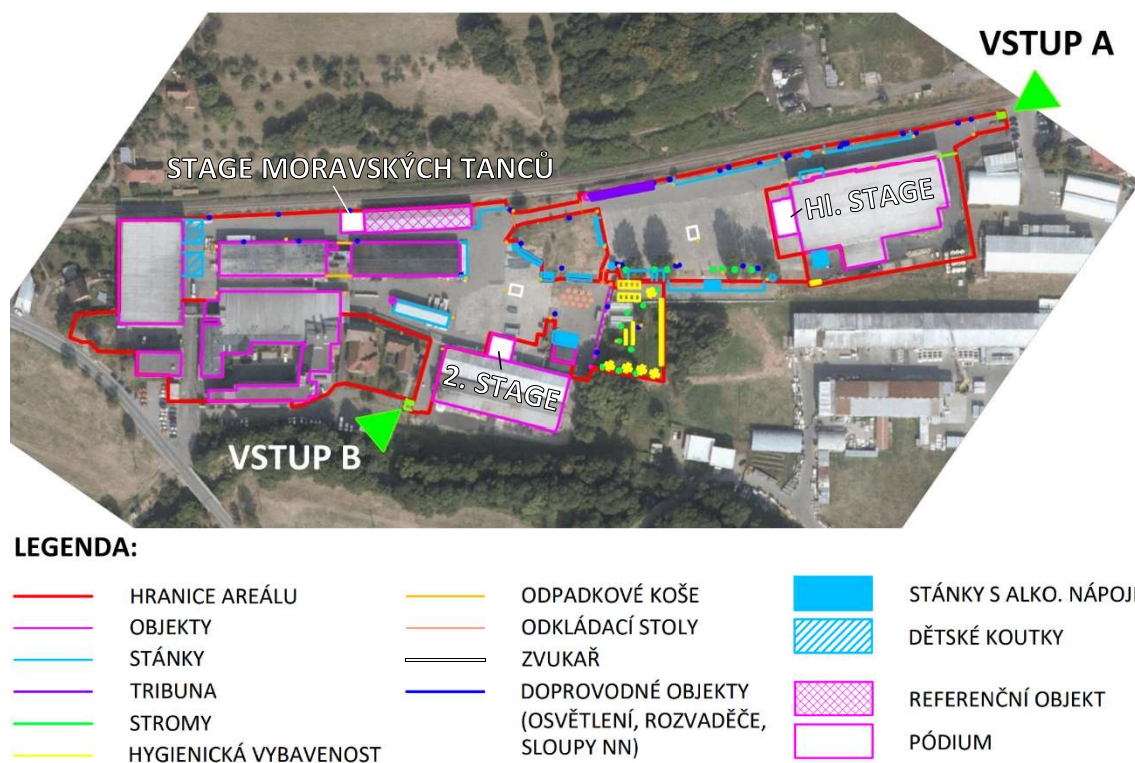 VSTUP A
STAGE MORAVSKÝCH TANCŮ
Hl. STAGE
2. STAGE
VSTUP B
LEGENDA:
HRANICE AREÁLU
OBJEKTY
STÁNKY
TRIBUNA
STROMY
HYGIENICKÁ VYBAVENOST
ODPADKOVÉ KOŠE
ODKLÁDACÍ STOLY
ZVUKAŘ
DOPROVODNÉ OBJEKTY
(OSVĚTLENÍ, ROZVADĚČE,
SLOUPY NN)
STÁNKY S ALKO. NÁPOJI
DĚTSKÉ KOUTKY
REFERENČNÍ OBJEKT
PÓDIUM